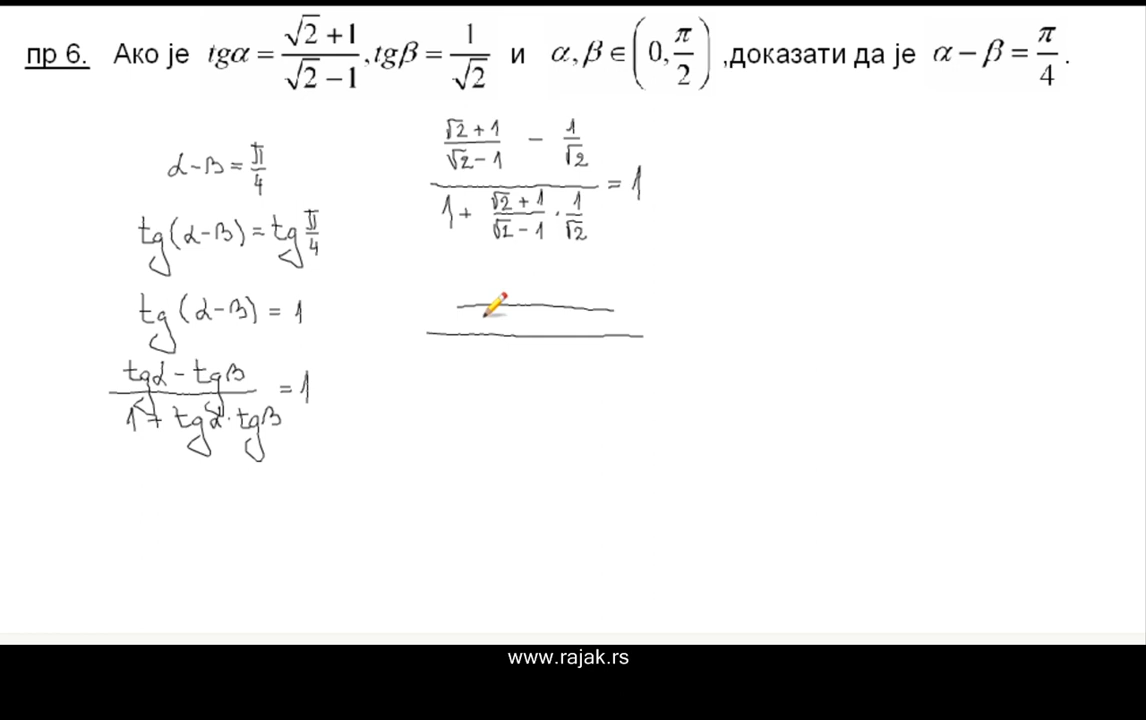 пр 6. Ако је tgα = (√2 + 1)/(√2 − 1), tgβ = 1/√2 и α, β ∈ (0, π/2) ,доказати да је α − β = π/4 .
α − β = π/4
tg(α − β) = tg π/4
tg(α − β) = 1
(tgα − tgβ)/(1 + tgα · tgβ) = 1
((√2 + 1)/(√2 − 1) − 1/√2)/(1 + (√2 + 1)/(√2 − 1) · 1/√2) = 1
www.rajak.rs